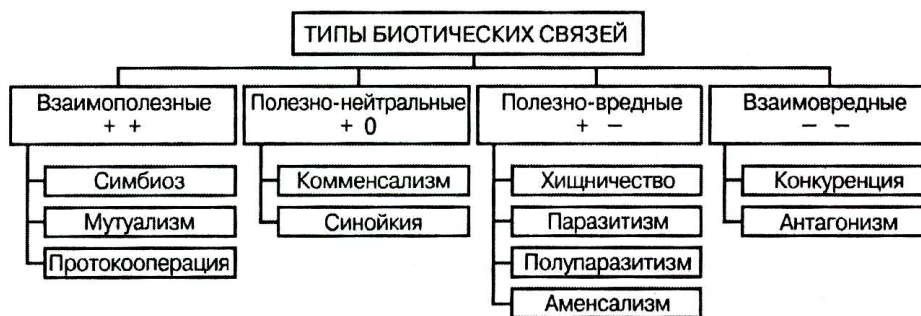 ТИПЫ БИОТИЧЕСКИХ СВЯЗЕЙ
Взаимополезные
+ +
Симбиоз
Мутуализм
Протокооперация
Полезно-нейтральные
+ 0
Комменсализм
Синойкия
Полезно-вредные
+ −
Хищничество
Паразитизм
Полупаразитизм
Аменсализм
Взаимовредные
− −
Конкуренция
Антагонизм